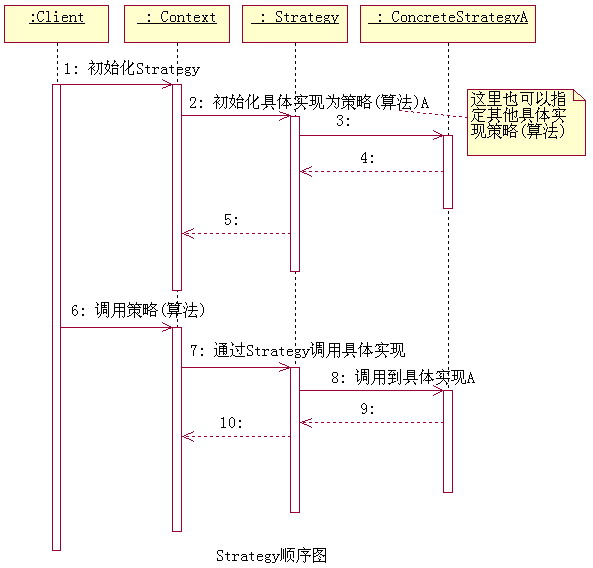 :Client
: Context
: Strategy
: ConcreteStrategyA
1: 初始化Strategy
2: 初始化具体实现为策略(算法)A
这里也可以指
定其他具体实
现策略(算法)
3:
4:
5:
6: 调用策略(算法)
7: 通过Strategy调用具体实现
8: 调用到具体实现A
9:
10:
Strategy顺序图